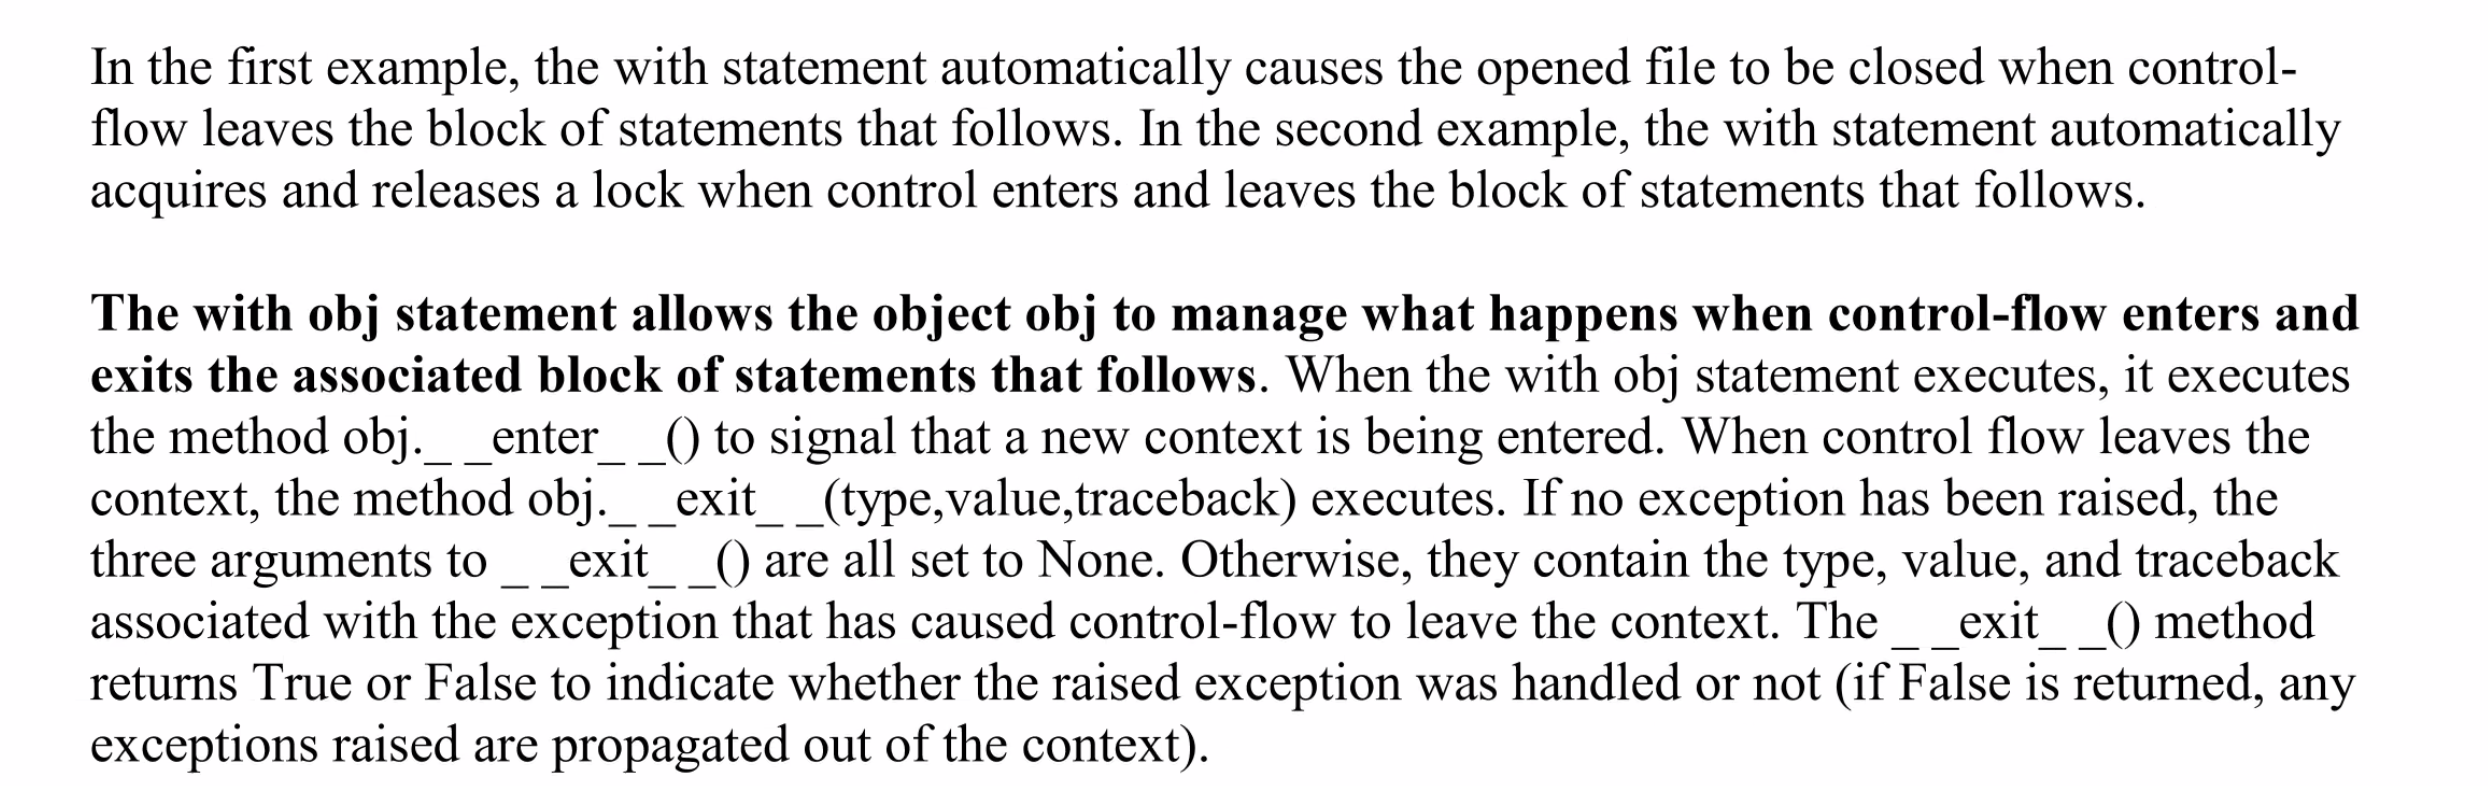 In the first example, the with statement automatically causes the opened file to be closed when control-
flow leaves the block of statements that follows. In the second example, the with statement automatically
acquires and releases a lock when control enters and leaves the block of statements that follows.
The with obj statement allows the object obj to manage what happens when control-flow enters and
exits the associated block of statements that follows. When the with obj statement executes, it executes
the method obj._ _enter_ _() to signal that a new context is being entered. When control flow leaves the
context, the method obj._ _exit_ _(type,value,traceback) executes. If no exception has been raised, the
three arguments to _ _exit_ _() are all set to None. Otherwise, they contain the type, value, and traceback
associated with the exception that has caused control-flow to leave the context. The _ _exit_ _() method
returns True or False to indicate whether the raised exception was handled or not (if False is returned, any
exceptions raised are propagated out of the context).